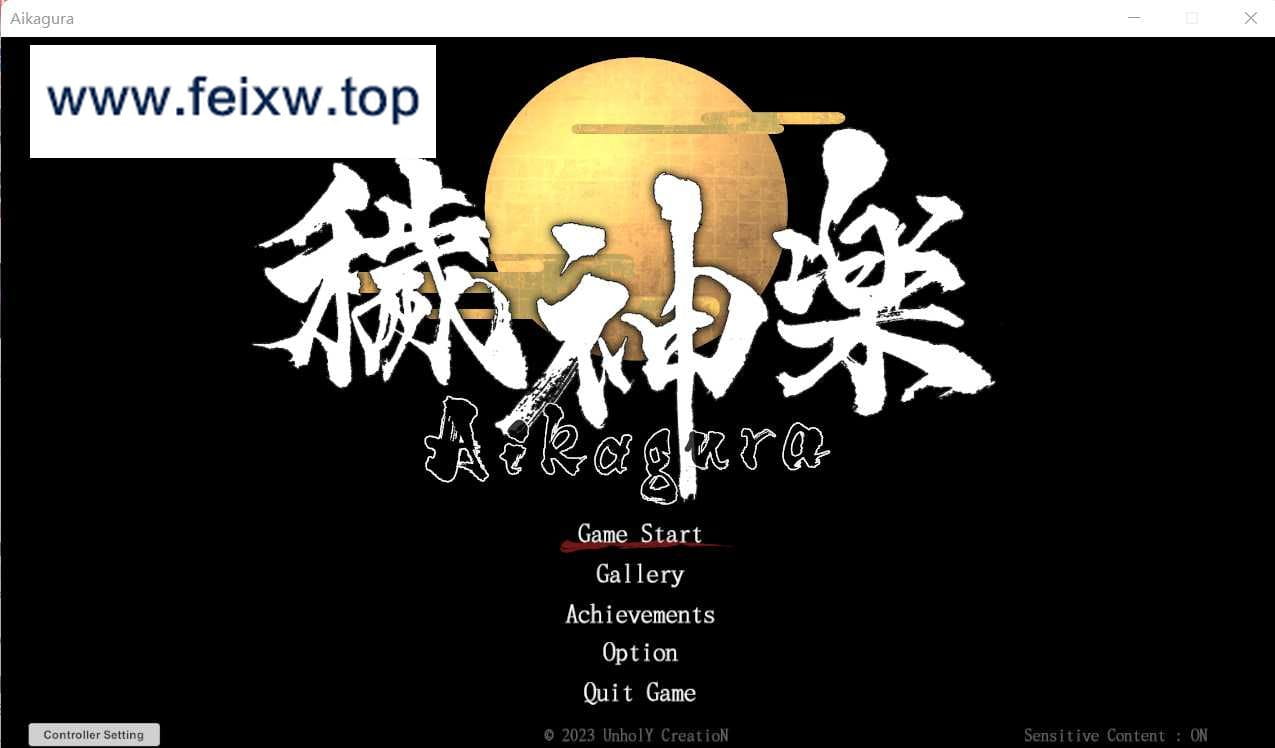 Aikagura
www.feixw.top
穢神楽
Aikagura
Game Start
Gallery
Achievements
Option
Quit Game
Controller Setting
© 2023 UnholY CreatioN
Sensitive Content : ON